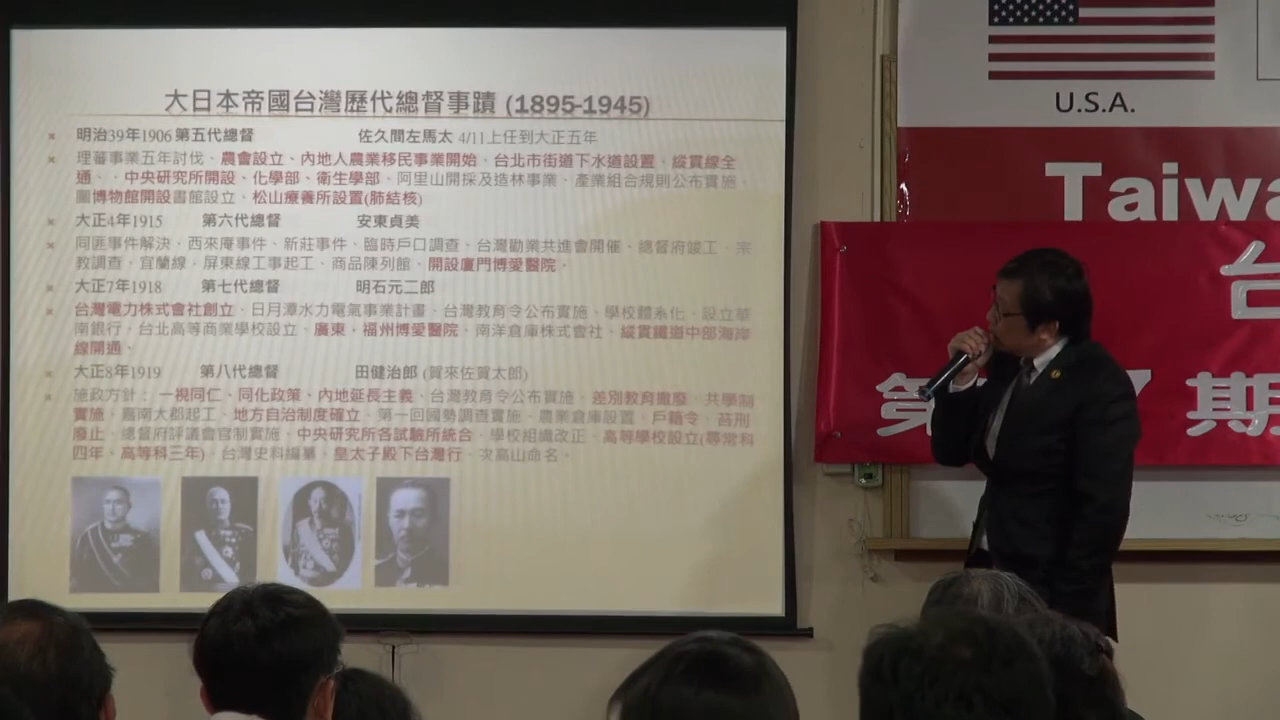 大日本帝國台灣歷代總督事蹟 (1895-1945)
明治39年1906 第五代總督 佐久間左馬太 4/11上任到大正五年
理蕃事業五年討伐、農會設立、內地人農業移民事業開始、台北市街道下水道設置、縱貫線全
通、.中央研究所開設、化學部、衛生學部、阿里山開採及造林事業、產業組合規則公布實施、
圖博物館開設書館設立、松山療養所設置(肺結核)
大正4年1915 第六代總督 安東貞美
同匪事件解決，西來庵事件、新莊事件，臨時戶口調查、台灣勸業共進會開催、總督府竣工、宗
教調查，宜蘭線，屏東線工事起工、商品陳列館、開設廈門博愛醫院。
大正7年1918 第七代總督 明石元二郎
台灣電力株式會社創立、日月潭水力電氣事業計畫、台灣教育令公布實施、學校體系化、設立華
南銀行、台北高等商業學校設立、廣東、福州博愛醫院、南洋倉庫株式會社、縱貫鐵道中部海岸
線開通、
大正8年1919 第八代總督 田健治郎 (賀來佐賀太郎)
施政方針： 一視同仁、同化政策、內地延長主義、台灣教育令公布實施、差別教育撤廢、共學制
實施、嘉南大郡起工、地方自治制度確立、第一回國勢調查實施、農業倉庫設置、戶籍令、笞刑
廢止、總督府評議會官制實施、中央研究所各試驗所統合、學校組織改正、高等學校設立(尋常科
四年、高等科三年)、台灣史料編纂、皇太子殿下台灣行、次高山命名。
U.S.A.
Taiwa
台
第 7 期